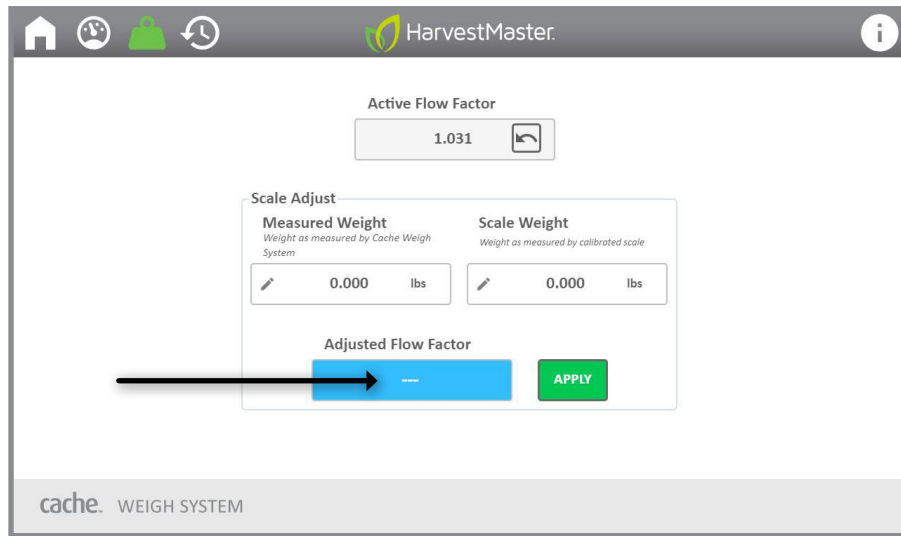 HarvestMaster.
Active Flow Factor
1.031
Scale Adjust
Measured Weight
Weight as measured by Cache Weigh
System
0.000 lbs
Scale Weight
Weight as measured by calibrated scale
0.000 lbs
Adjusted Flow Factor
---
APPLY
cache. WEIGH SYSTEM